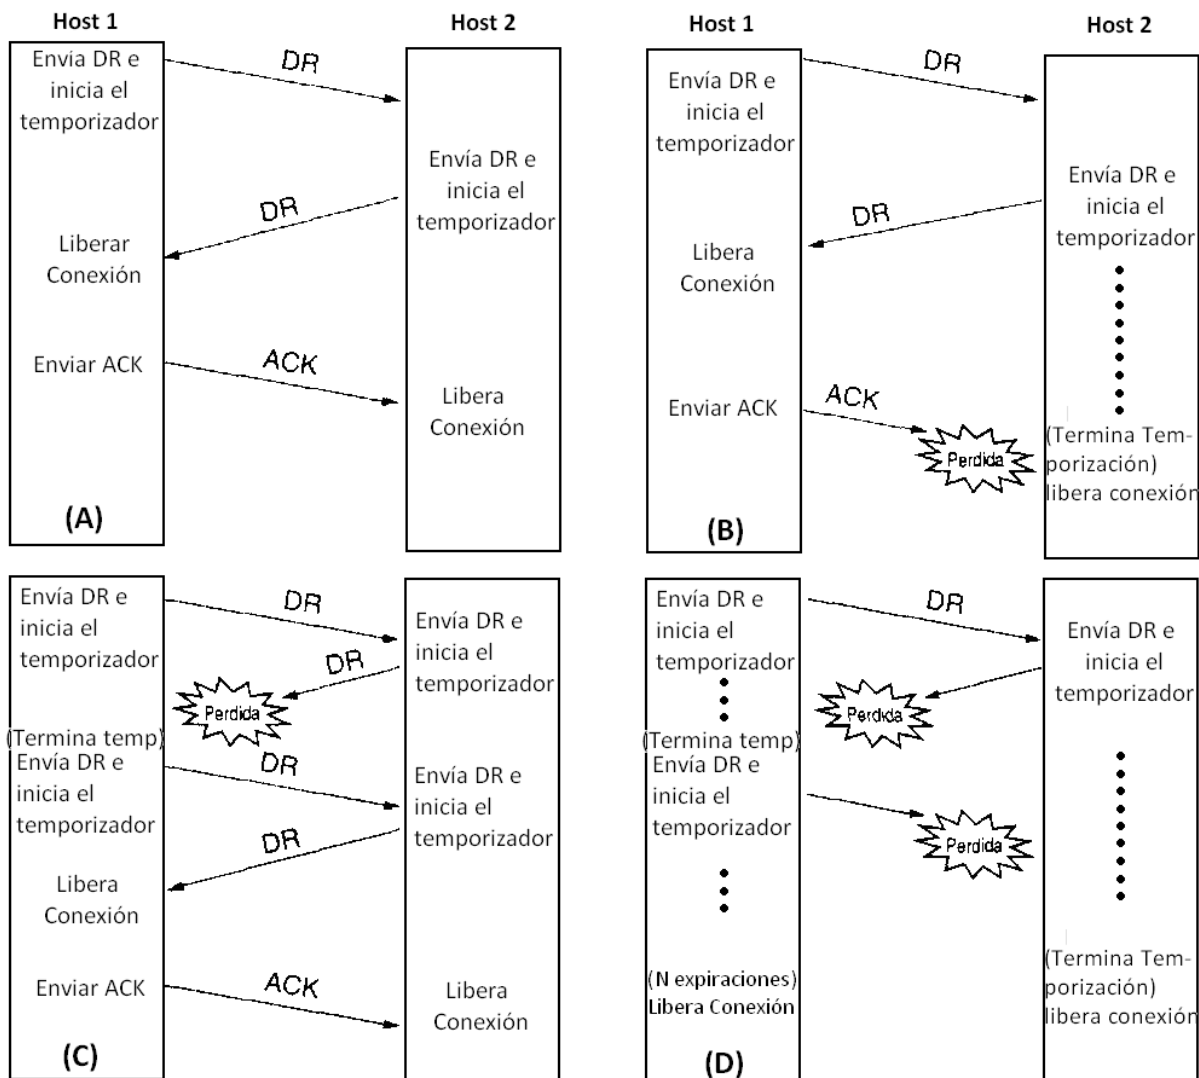 Host 1
Host 2
Envía DR e
inicia el
temporizador
DR
Envía DR e
inicia el
temporizador
DR
Liberar
Conexión
Enviar ACK
ACK
Libera
Conexión
(A)
Host 1
Host 2
Envía DR e
inicia el
temporizador
DR
Envía DR e
inicia el
temporizador
DR
Libera
Conexión
Enviar ACK
ACK
Perdida
(Termina Tem-
porización)
libera conexión
(B)
Envía DR e
inicia el
temporizador
DR
Envía DR e
inicia el
temporizador
DR
Perdida
(Termina temp)
Envía DR e
inicia el
temporizador
DR
Envía DR e
inicia el
temporizador
DR
Libera
Conexión
Enviar ACK
ACK
Libera
Conexión
(C)
Envía DR e
inicia el
temporizador
DR
Envía DR e
inicia el
temporizador
Perdida
(Termina temp)
Envía DR e
inicia el
temporizador
Perdida
(N expiraciones)
Libera Conexión
(Termina Tem-
porización)
libera conexión
(D)